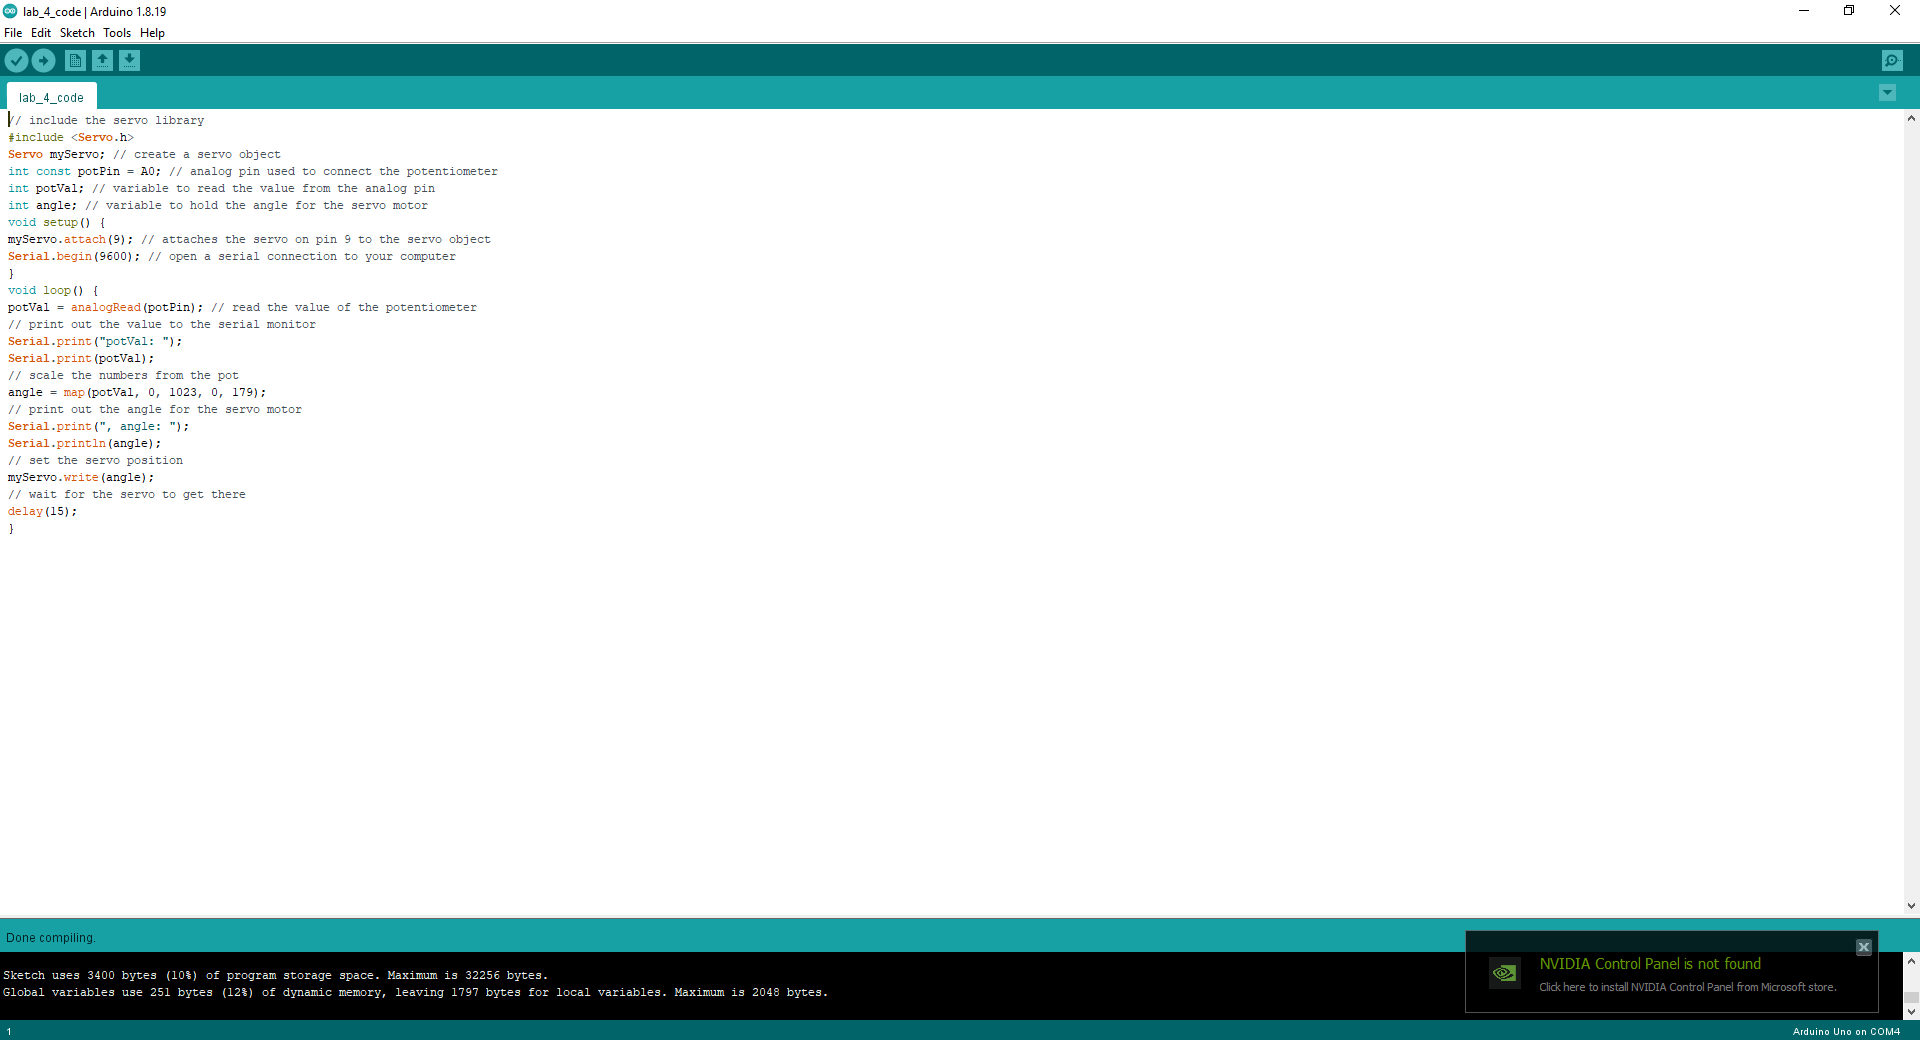 lab_4_code | Arduino 1.8.19
File Edit Sketch Tools Help
lab_4_code
// include the servo library
#include <Servo.h>
Servo myServo; // create a servo object
int const potPin = A0; // analog pin used to connect the potentiometer
int potVal; // variable to read the value from the analog pin
int angle; // variable to hold the angle for the servo motor
void setup() {
myServo.attach(9); // attaches the servo on pin 9 to the servo object
Serial.begin(9600); // open a serial connection to your computer
}
void loop() {
potVal = analogRead(potPin); // read the value of the potentiometer
// print out the value to the serial monitor
Serial.print("potVal: ");
Serial.print(potVal);
// scale the numbers from the pot
angle = map(potVal, 0, 1023, 0, 179);
// print out the angle for the servo motor
Serial.print(", angle: ");
Serial.println(angle);
// set the servo position
myServo.write(angle);
// wait for the servo to get there
delay(15);
}
Done compiling.
Sketch uses 3400 bytes (10%) of program storage space. Maximum is 32256 bytes.
Global variables use 251 bytes (12%) of dynamic memory, leaving 1797 bytes for local variables. Maximum is 2048 bytes.
NVIDIA Control Panel is not found
Click here to install NVIDIA Control Panel from Microsoft store.
1
Arduino Uno on COM4